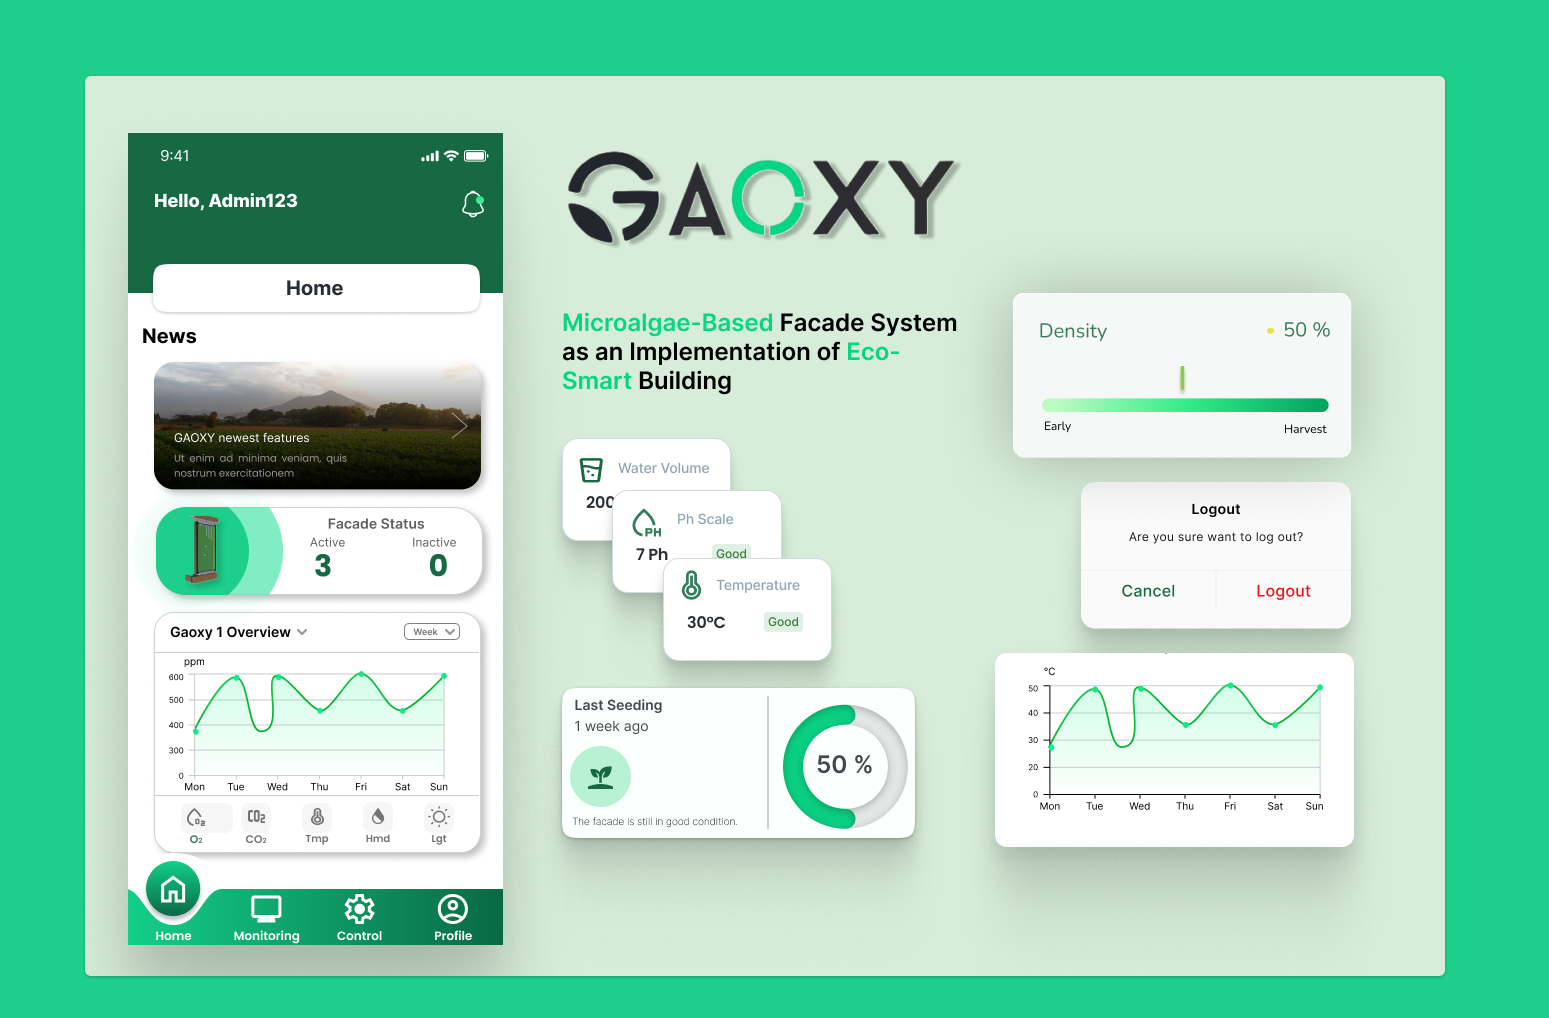 9:41
Hello, Admin123
Home
News
GAOXY newest features
Ut enim ad minima veniam, quis
nostrum exercitationem
Facade Status
Active
Inactive
3
0
Gaoxy 1 Overview
Week
ppm
600
500
400
300
0
Mon Tue Wed Thu Fri Sat Sun
O2 CO2
O2 CO2 Tmp Hmd Lgt
Home Monitoring Control Profile
GAOXY
Microalgae-Based Facade System
as an Implementation of Eco-
Smart Building
Water Volume
200
Ph Scale
PH
7 Ph
Good
Temperature
30°C
Good
Last Seeding
1 week ago
50 %
The facade is still in good condition.
Density
50 %
Early
Harvest
Logout
Are you sure want to log out?
Cancel
Logout
°C
50
40
30
20
0
Mon Tue Wed Thu Fri Sat Sun